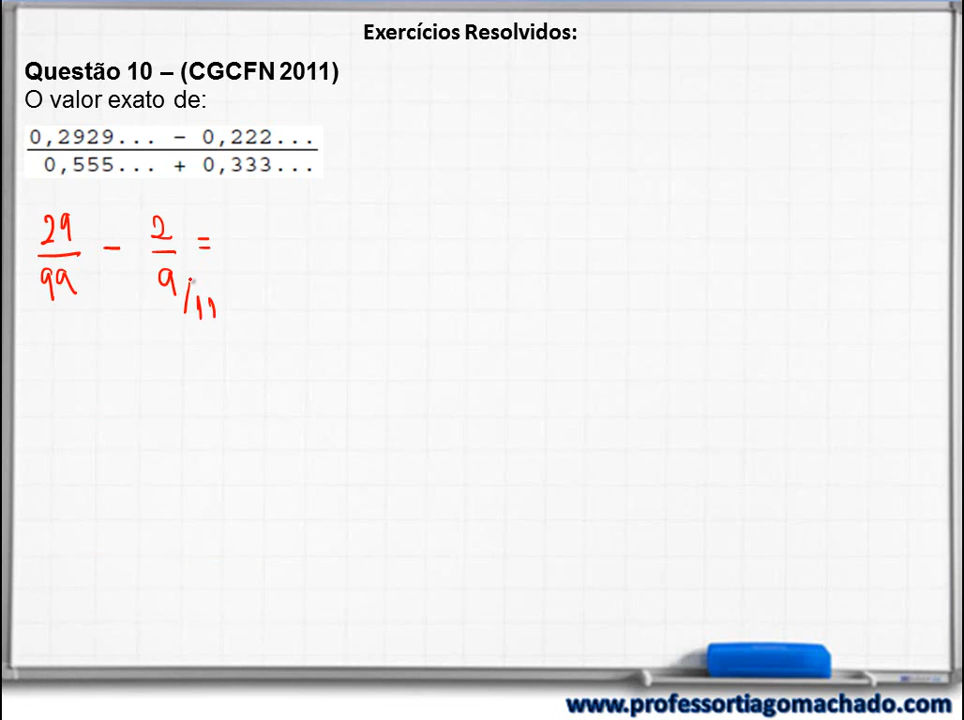 Exercícios Resolvidos:
Questão 10 – (CGCFN 2011)
O valor exato de:
0,2929... - 0,222...
0,555... + 0,333...
29 - 2 =
99 9 /11
www.professortiagomachado.com